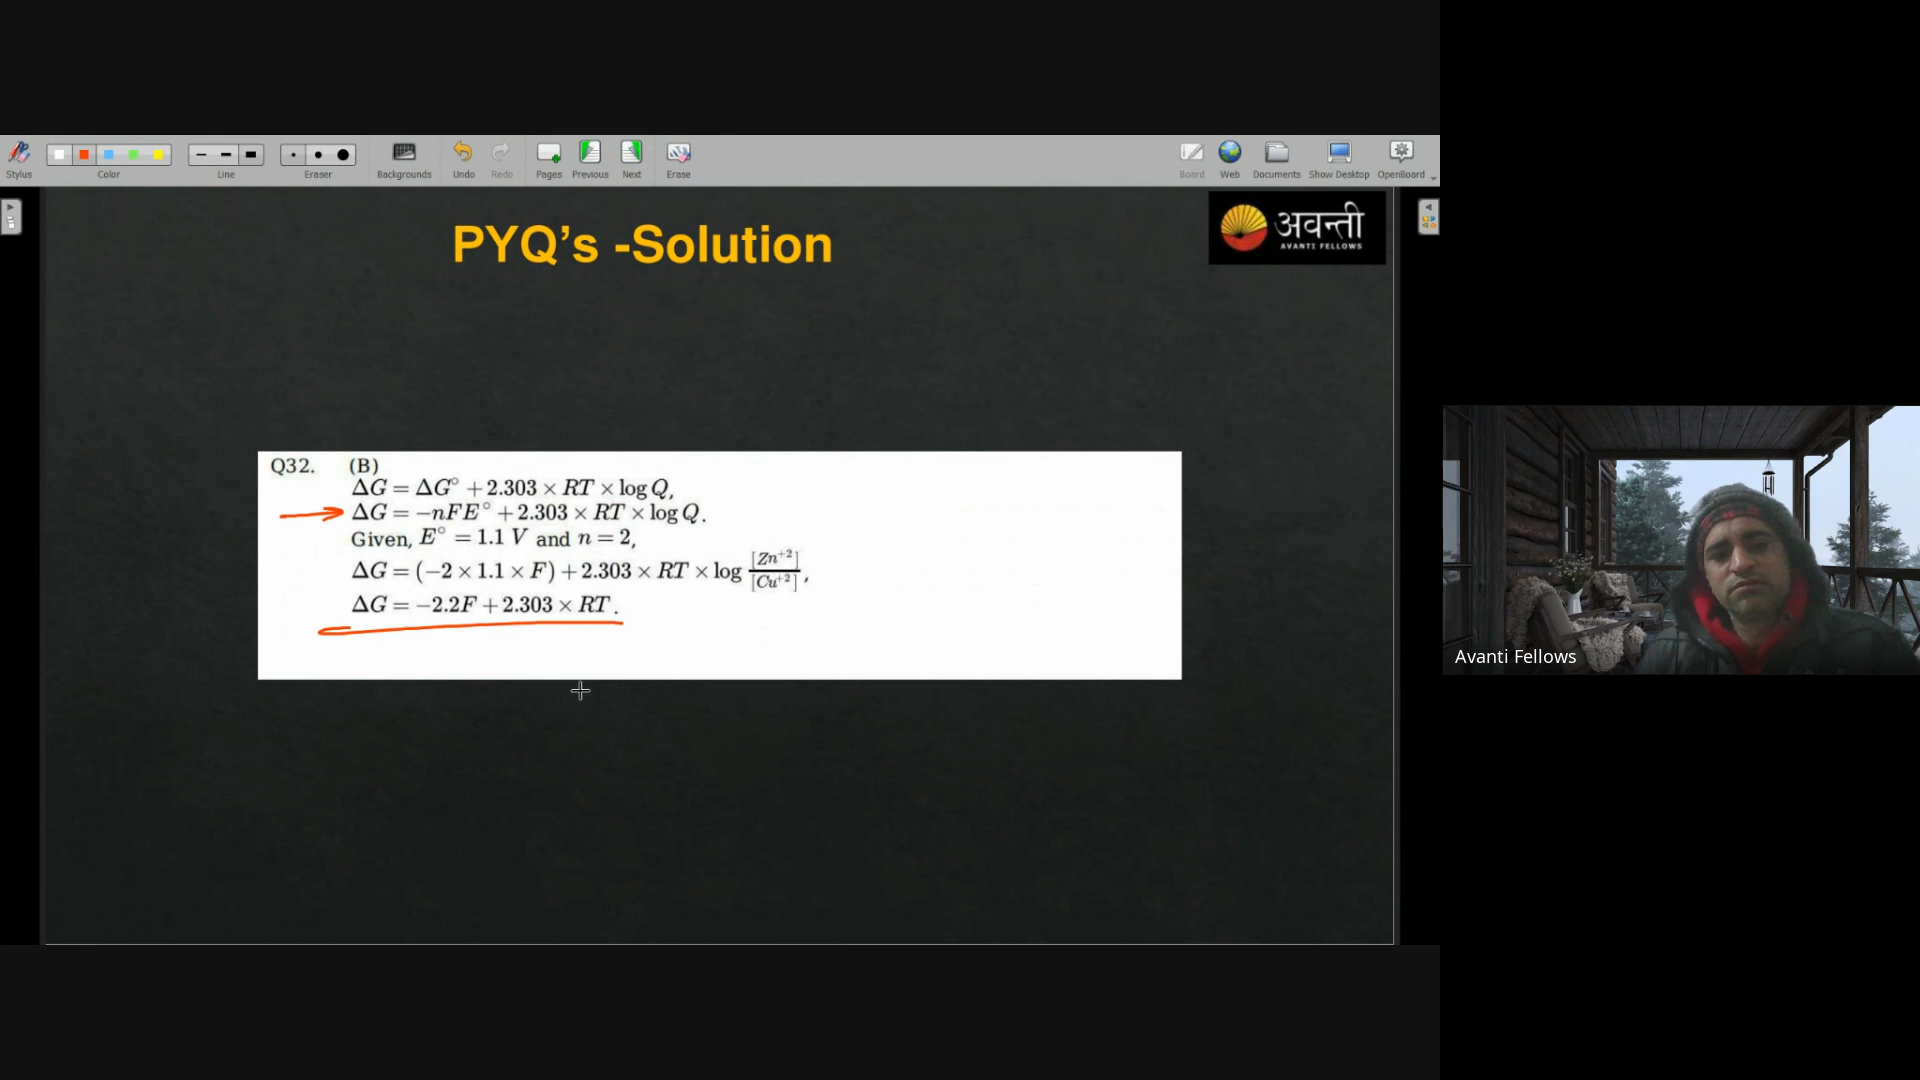 Stylus
Color
Line
Eraser
Backgrounds
Undo
Redo
Pages
Previous
Next
Erase
Board
Web
Documents
Show Desktop
OpenBoard
PYQ’s -Solution
अवन्ती
AVANTI FELLOWS
Q32. (B)
ΔG = ΔG° + 2.303 × RT × log Q,
ΔG = −nFE° + 2.303 × RT × log Q.
Given, E° = 1.1 V and n = 2,
ΔG = (−2 × 1.1 × F) + 2.303 × RT × log [Zn⁺²]/[Cu⁺²],
ΔG = −2.2F + 2.303 × RT.
Avanti Fellows